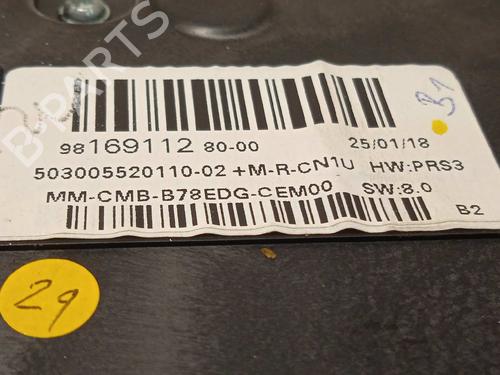 B-PARTS
B1
98169112 80-00 25/01/18
503005520110-02 +M-R-CN1U HW:PRS3
MM-CMB-B78EDG-CEM00 SW:8.0
B2
29